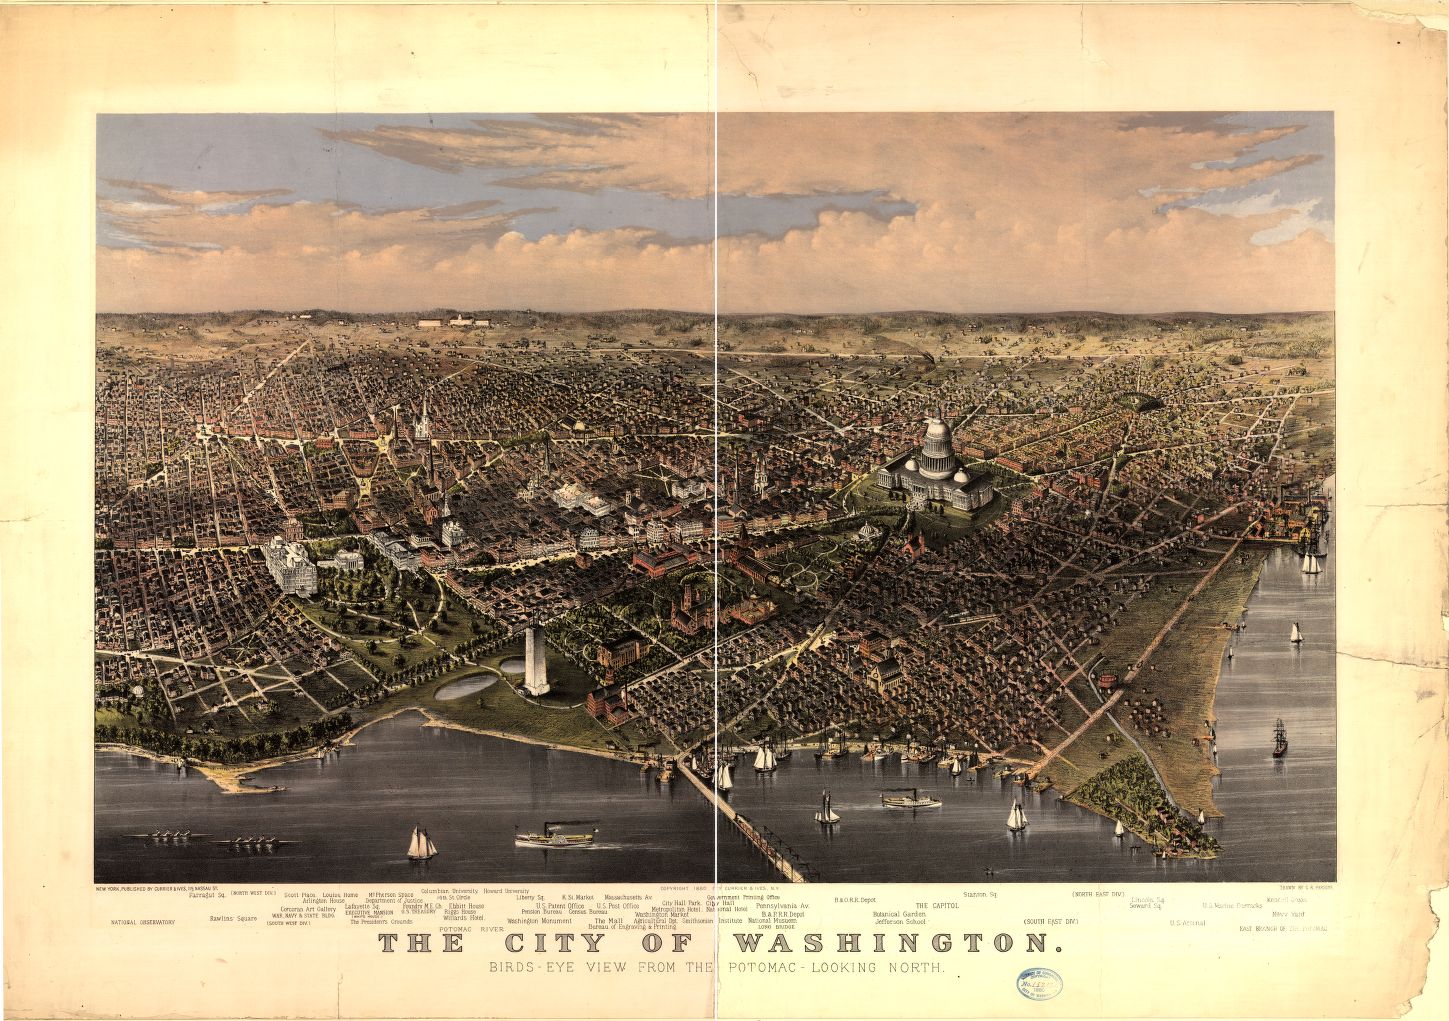 NEW YORK, PUBLISHED BY CURRIER & IVES, 115 NASSAU ST.
COPYRIGHT 1880 BY CURRIER & IVES, N.Y.
DRAWN BY C. R. PARSONS
Farragut Sq. (NORTH WEST DIV.) Scott Place. Louise Home McPherson Space Columbian University. Howard University
Arlington House Department of Justice 14th. St. Circle Liberty Sq. K. St. Market Massachusetts Av. Government Printing Office B.& O.R.R. Depot. Stanton. Sq. (NORTH EAST DIV.)
Corcoran Art Gallery Lafayette Sq. Foundry M.E. Ch. Ebbitt House U.S. Patent Office U.S. Post Office City Hall Park. City Hall Pennsylvania Av. THE CAPITOL Lincoln. Sq.
WAR, NAVY & STATE BLDG. EXECUTIVE MANSION U.S. TREASURY Riggs House Pension Bureau Census Bureau Metropolitan Hotel. National Hotel Seward. Sq. U.S. Marine Barracks
NATIONAL OBSERVATORY Rawlins' Square The President's Grounds Willards Hotel. Washington Market B.& P.R.R. Depot Botanical Garden Navy Yard
(SOUTH WEST DIV.) Washington Monument The Mall Agricultural Dpt. Smithsonian Institute National Museum Jefferson School (SOUTH EAST DIV.) U.S. Arsenal
POTOMAC RIVER Bureau of Engraving & Printing LONG BRIDGE EAST BRANCH OF THE POTOMAC
THE CITY OF WASHINGTON.
BIRDS-EYE VIEW FROM THE POTOMAC-LOOKING NORTH.
1880